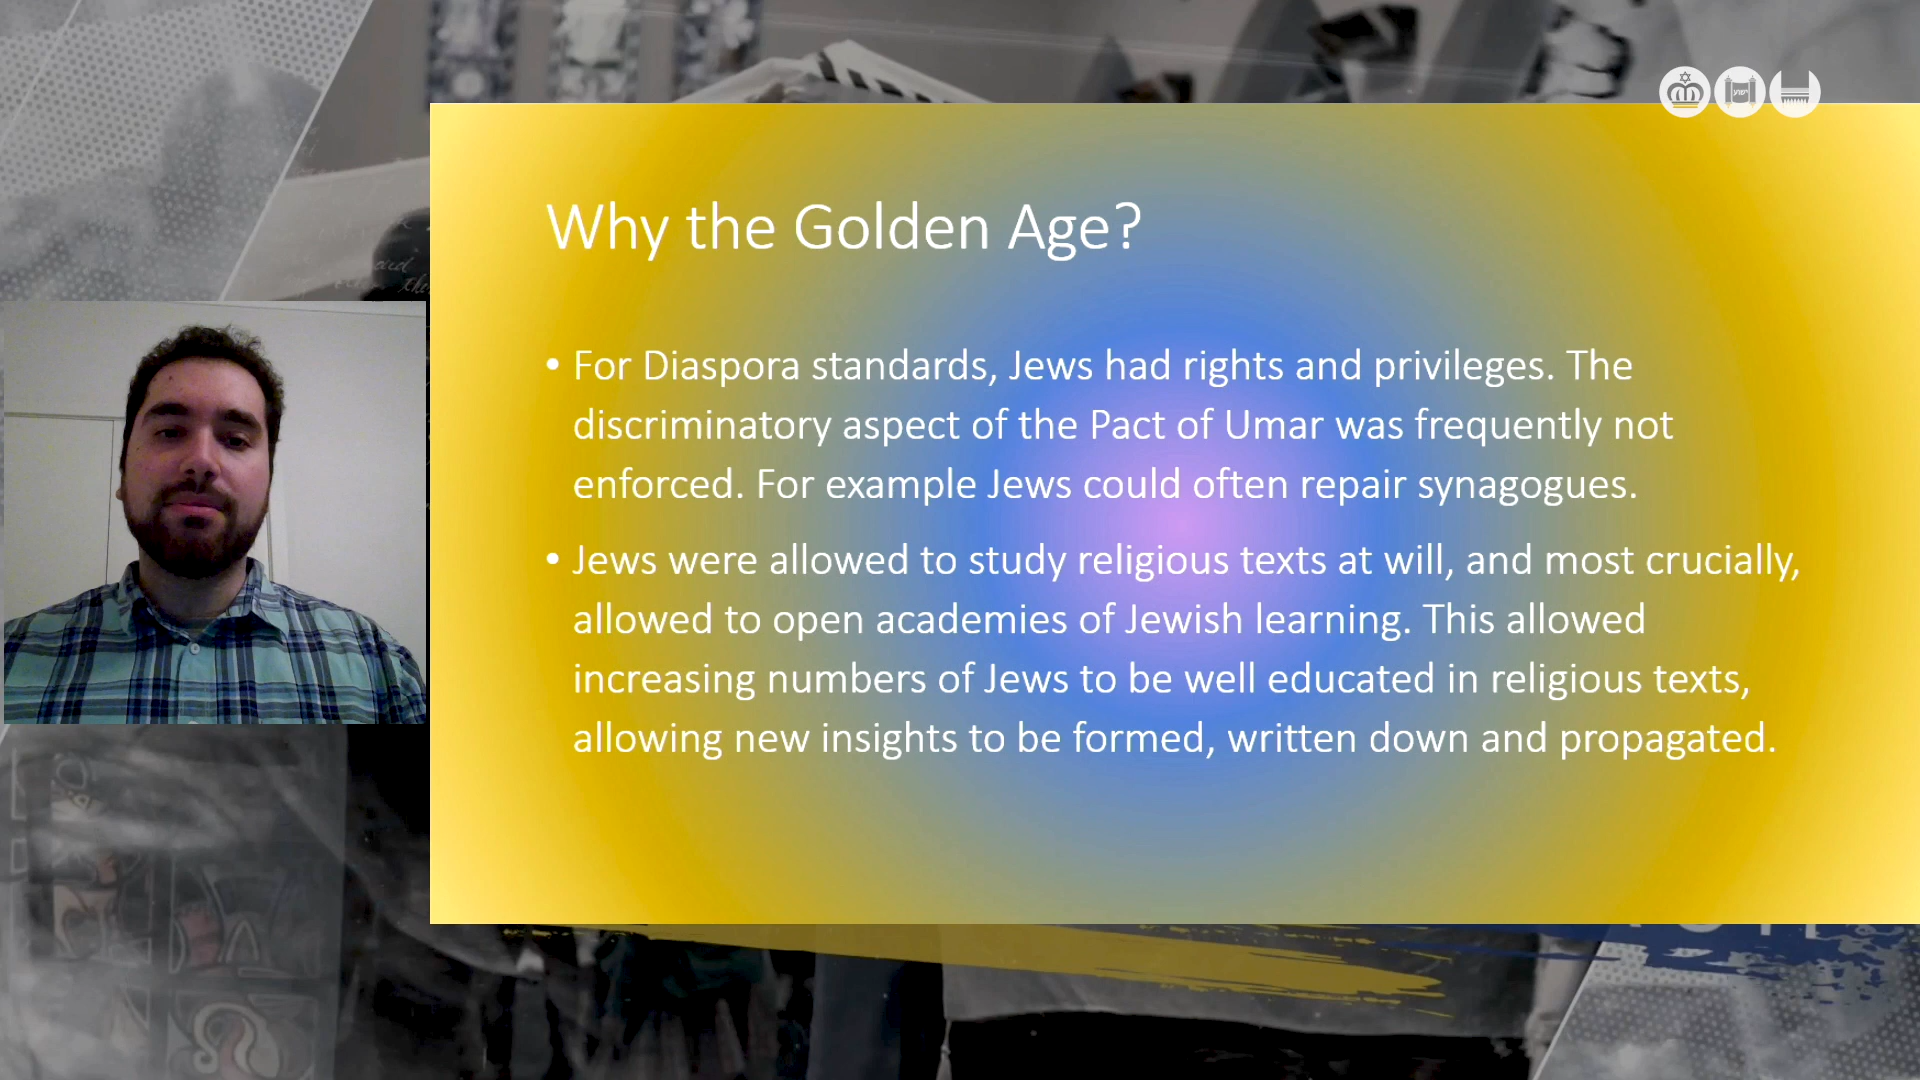 Why the Golden Age?
• For Diaspora standards, Jews had rights and privileges. The
discriminatory aspect of the Pact of Umar was frequently not
enforced. For example Jews could often repair synagogues.
• Jews were allowed to study religious texts at will, and most crucially,
allowed to open academies of Jewish learning. This allowed
increasing numbers of Jews to be well educated in religious texts,
allowing new insights to be formed, written down and propagated.